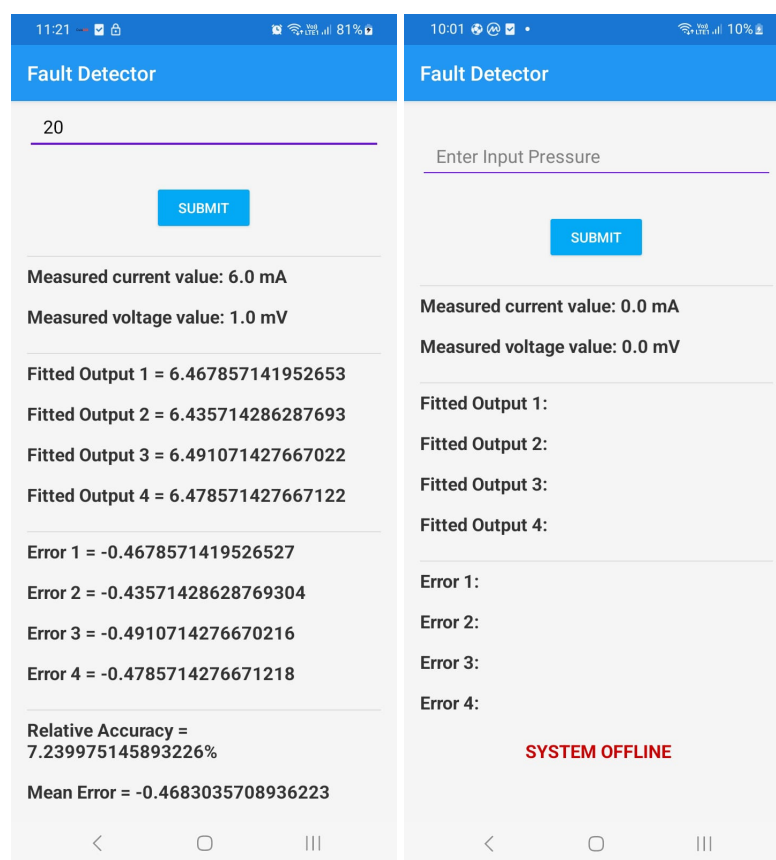 11:21
81%
Fault Detector
20
SUBMIT
Measured current value: 6.0 mA
Measured voltage value: 1.0 mV
Fitted Output 1 = 6.467857141952653
Fitted Output 2 = 6.435714286287693
Fitted Output 3 = 6.491071427667022
Fitted Output 4 = 6.478571427667122
Error 1 = -0.4678571419526527
Error 2 = -0.43571428628769304
Error 3 = -0.4910714276670216
Error 4 = -0.4785714276671218
Relative Accuracy =
7.239975145893226%
Mean Error = -0.4683035708936223
10:01
10%
Fault Detector
Enter Input Pressure
SUBMIT
Measured current value: 0.0 mA
Measured voltage value: 0.0 mV
Fitted Output 1:
Fitted Output 2:
Fitted Output 3:
Fitted Output 4:
Error 1:
Error 2:
Error 3:
Error 4:
SYSTEM OFFLINE